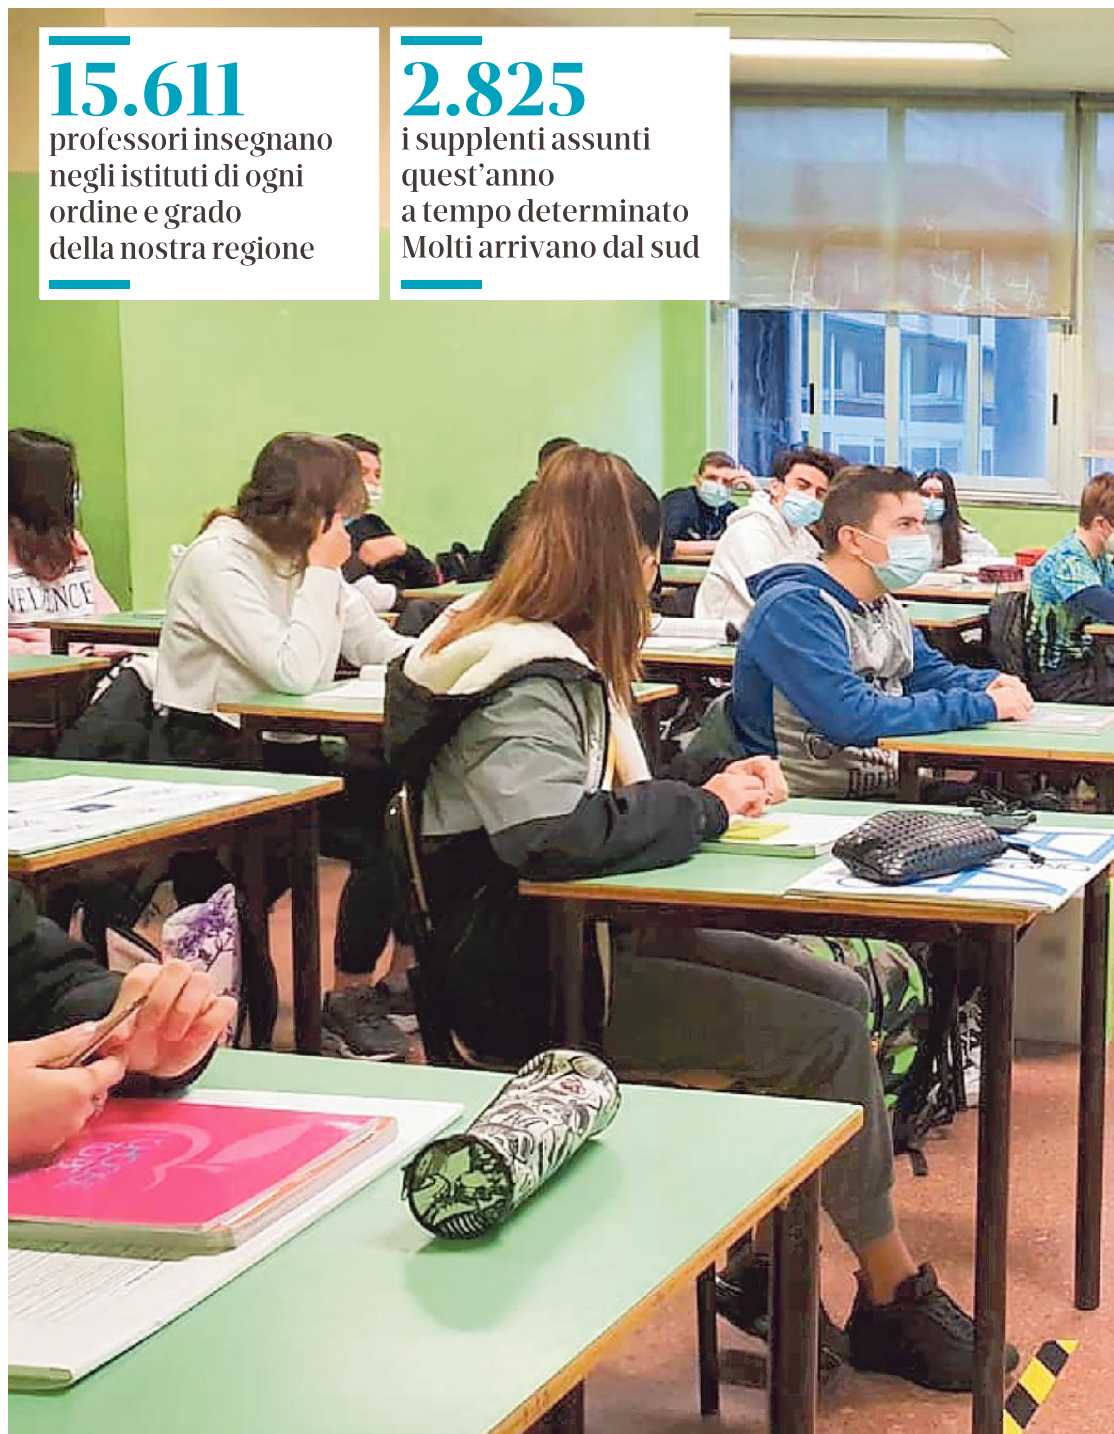 15.611
professori insegnano
negli istituti di ogni
ordine e grado
della nostra regione
2.825
i supplenti assunti
quest'anno
a tempo determinato
Molti arrivano dal sud